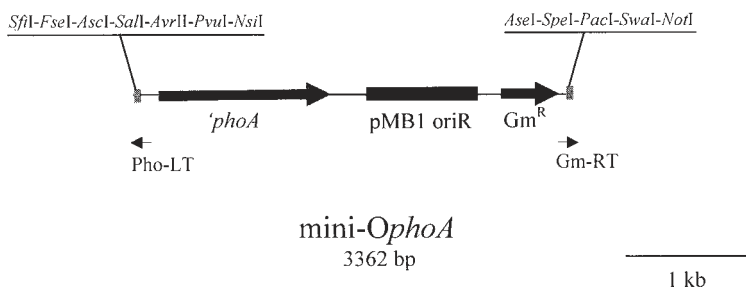 SfiI-FseI-AscI-SalI-AvrII-PvuI-NsiI
AseI-SpeI-PacI-SwaI-NotI
'phoA
pMB1 oriR
Gm^R
Pho-LT
Gm-RT
mini-OphoA
3362 bp
1 kb